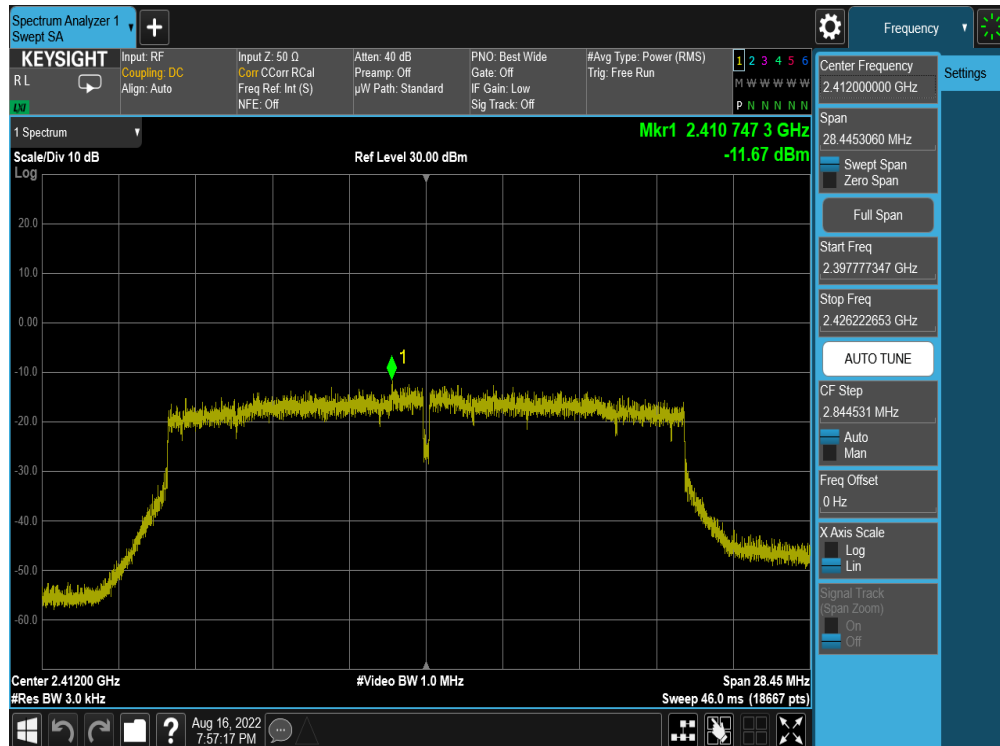 Spectrum Analyzer 1
Swept SA
+
Frequency
KEYSIGHT
R L
LXI
Input: RF
Coupling: DC
Align: Auto
Input Z: 50 Ω
Corr CCorr RCal
Freq Ref: Int (S)
NFE: Off
Atten: 40 dB
Preamp: Off
µW Path: Standard
PNO: Best Wide
Gate: Off
IF Gain: Low
Sig Track: Off
#Avg Type: Power (RMS)
Trig: Free Run
1 2 3 4 5 6
M W W W W W
P N N N N N
1 Spectrum
Scale/Div 10 dB
Log
Ref Level 30.00 dBm
Mkr1 2.410 747 3 GHz
-11.67 dBm
20.0
10.0
0.00
-10.0
-20.0
-30.0
-40.0
-50.0
-60.0
1
Center 2.41200 GHz
#Res BW 3.0 kHz
#Video BW 1.0 MHz
Span 28.45 MHz
Sweep 46.0 ms (18667 pts)
Center Frequency
2.412000000 GHz
Settings
Span
28.4453060 MHz
Swept Span
Zero Span
Full Span
Start Freq
2.397777347 GHz
Stop Freq
2.426222653 GHz
AUTO TUNE
CF Step
2.844531 MHz
Auto
Man
Freq Offset
0 Hz
X Axis Scale
Log
Lin
Signal Track
(Span Zoom)
On
Off
?
Aug 16, 2022
7:57:17 PM